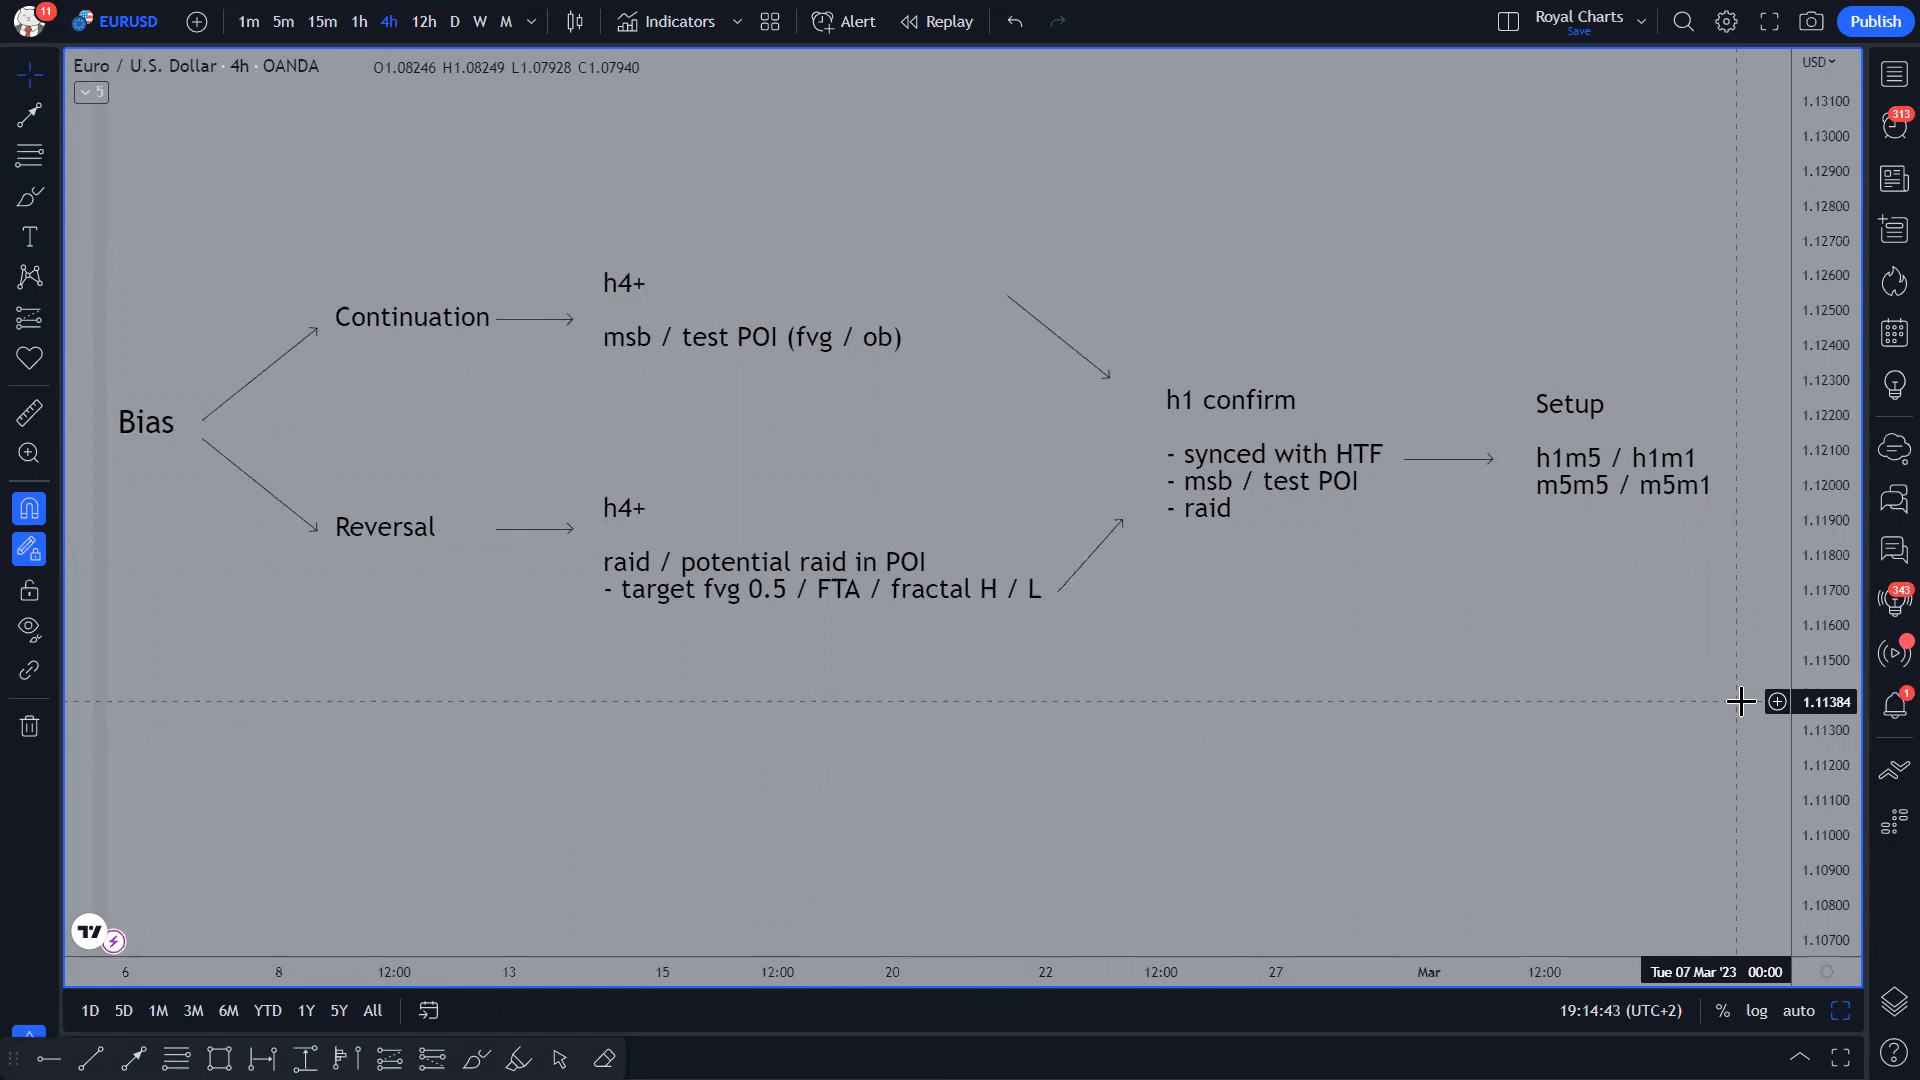 11
EURUSD
1m 5m 15m 1h 4h 12h D W M
Indicators
Alert
Replay
Royal Charts
Save
Publish
Euro / U.S. Dollar · 4h · OANDA
O1.08246 H1.08249 L1.07928 C1.07940
5
USD
Bias
Continuation
h4+
msb / test POI (fvg / ob)
Reversal
h4+
raid / potential raid in POI
- target fvg 0.5 / FTA / fractal H / L
h1 confirm
- synced with HTF
- msb / test POI
- raid
Setup
h1m5 / h1m1
m5m5 / m5m1
1.13100
1.13000
1.12900
1.12800
1.12700
1.12600
1.12500
1.12400
1.12300
1.12200
1.12100
1.12000
1.11900
1.11800
1.11700
1.11600
1.11500
1.11384
1.11300
1.11200
1.11100
1.11000
1.10900
1.10800
1.10700
313
343
1
6 8 12:00 13 15 12:00 20 22 12:00 27 Mar 12:00 Tue 07 Mar '23 00:00
1D 5D 1M 3M 6M YTD 1Y 5Y All
19:14:43 (UTC+2) % log auto